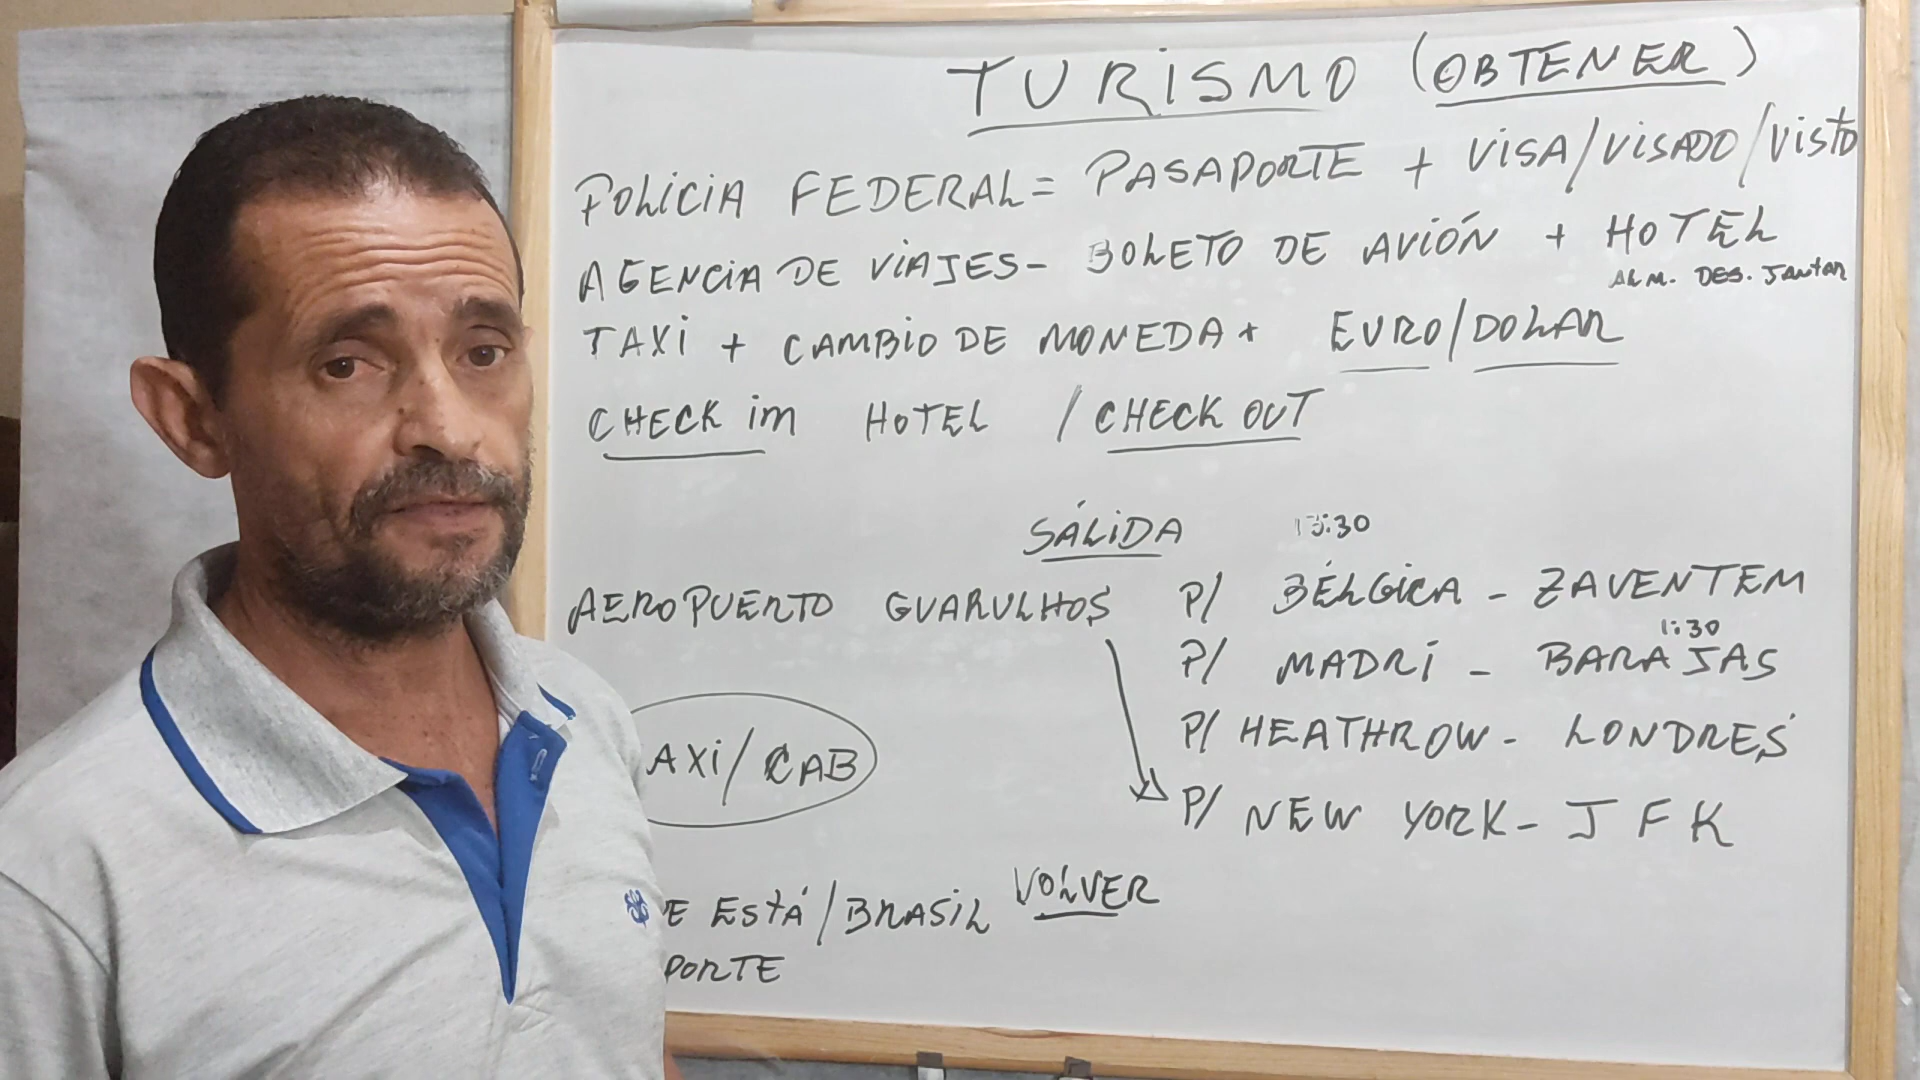 TURISMO (OBTENER)
POLICIA FEDERAL = PASAPORTE + VISA/VISADO/VISTO
AGENCIA DE VIAJES - BOLETO DE AVIÓN + HOTEL
ALM. DES. JANTAR
TAXI + CAMBIO DE MONEDA + EURO/DOLAR
CHECK im HOTEL / CHECK OUT
SÁLIDA
AEROPUERTO GUARULHOS P/ BÉLGICA - ZAVENTEM
1:30
P/ MADRI - BARAJAS
P/ HEATHROW - LONDRES
P/ NEW YORK - JFK
AXI/CAB
E ESTÁ/BRASIL VOLVER
PORTE